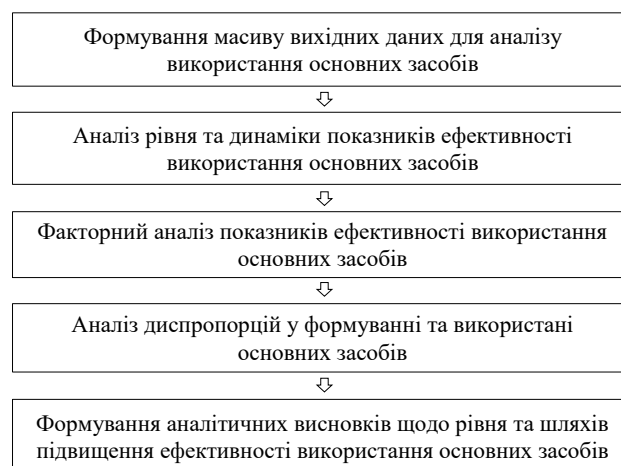 Формування масиву вихідних даних для аналізу
використання основних засобів
Аналіз рівня та динаміки показників ефективності
використання основних засобів
Факторний аналіз показників ефективності використання
основних засобів
Аналіз диспропорцій у формуванні та використані
основних засобів
Формування аналітичних висновків щодо рівня та шляхів
підвищення ефективності використання основних засобів